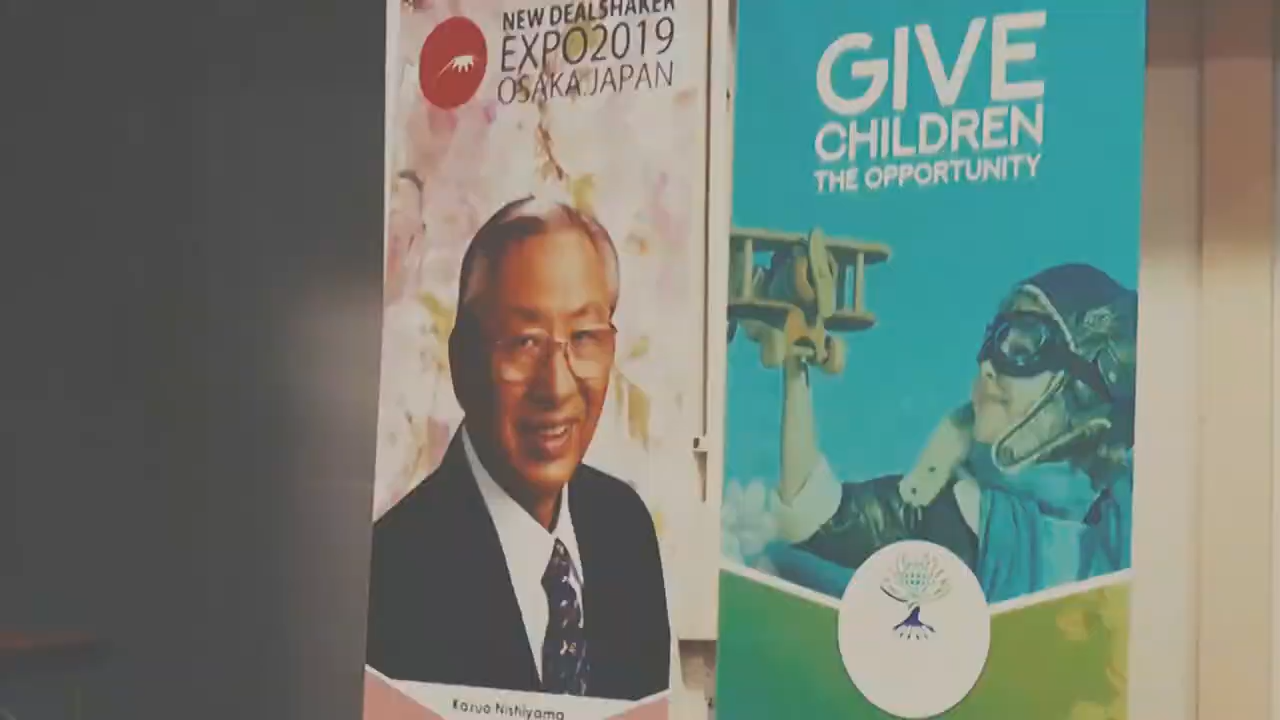 NEW DEALSHAKER
EXPO2019
OSAKA.JAPAN
Kazuo Nishiyama
GIVE
CHILDREN
THE OPPORTUNITY